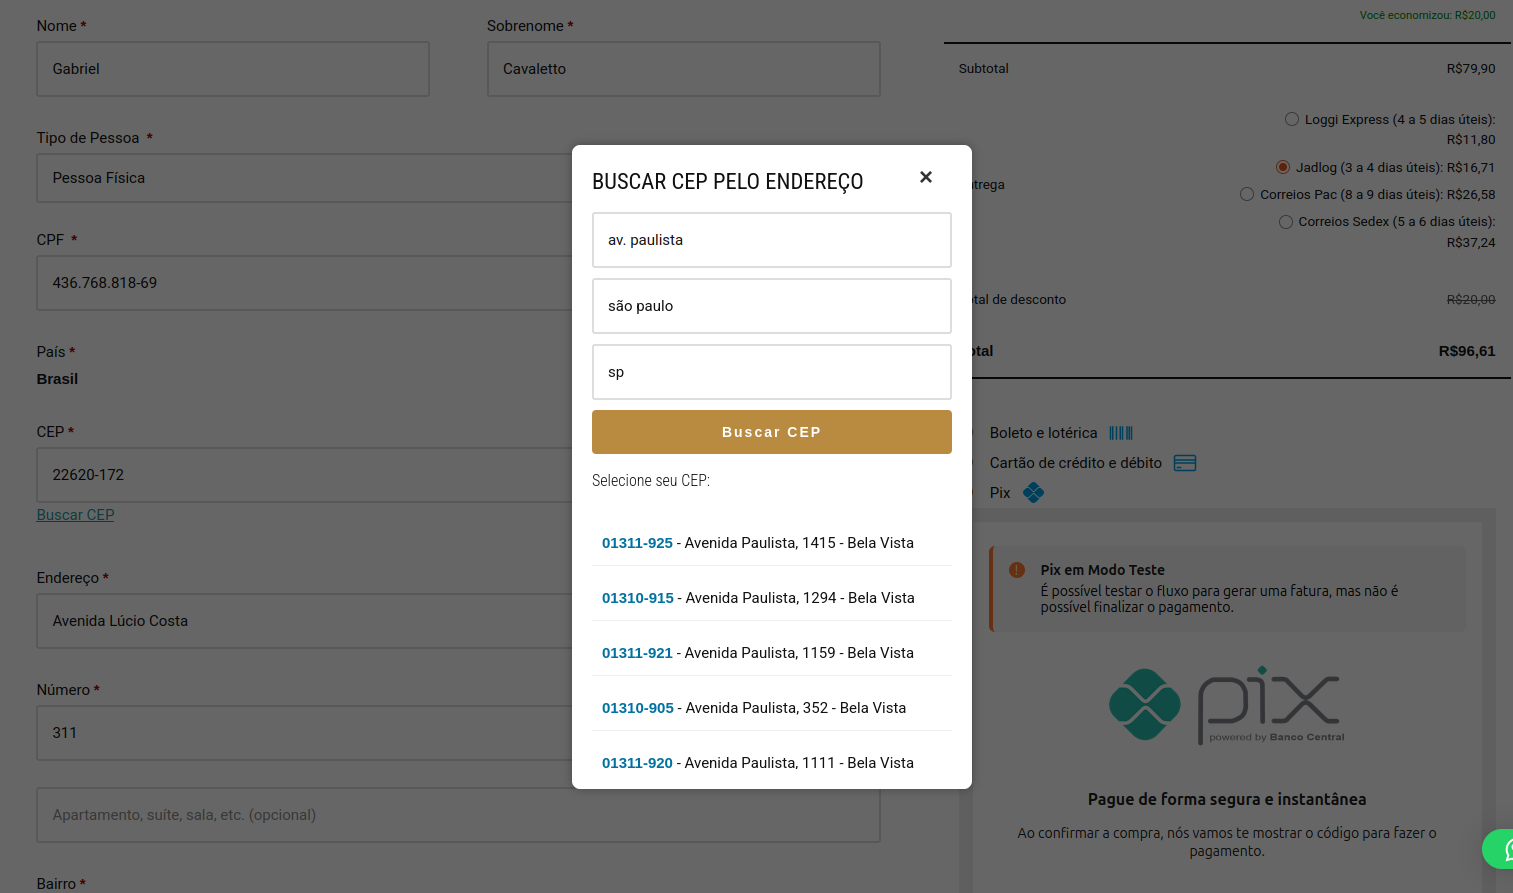 Nome *
Gabriel
Sobrenome *
Cavaletto
Tipo de Pessoa *
Pessoa Física
CPF *
436.768.818-69
País *
Brasil
CEP *
22620-172
Buscar CEP
Endereço *
Avenida Lúcio Costa
Número *
311
Apartamento, suíte, sala, etc. (opcional)
Bairro *
BUSCAR CEP PELO ENDEREÇO
×
av. paulista
são paulo
sp
Buscar CEP
Selecione seu CEP:
01311-925 - Avenida Paulista, 1415 - Bela Vista
01310-915 - Avenida Paulista, 1294 - Bela Vista
01311-921 - Avenida Paulista, 1159 - Bela Vista
01310-905 - Avenida Paulista, 352 - Bela Vista
01311-920 - Avenida Paulista, 1111 - Bela Vista
Você economizou: R$20,00
Subtotal R$79,90
Loggi Express (4 a 5 dias úteis):
R$11,80
Jadlog (3 a 4 dias úteis): R$16,71
trega
Correios Pac (8 a 9 dias úteis): R$26,58
Correios Sedex (5 a 6 dias úteis):
R$37,24
tal de desconto R$20,00
otal R$96,61
Boleto e lotérica
Cartão de crédito e débito
Pix
Pix em Modo Teste
É possível testar o fluxo para gerar uma fatura, mas não é
possível finalizar o pagamento.
pix
powered by Banco Central
Pague de forma segura e instantânea
Ao confirmar a compra, nós vamos te mostrar o código para fazer o
pagamento.